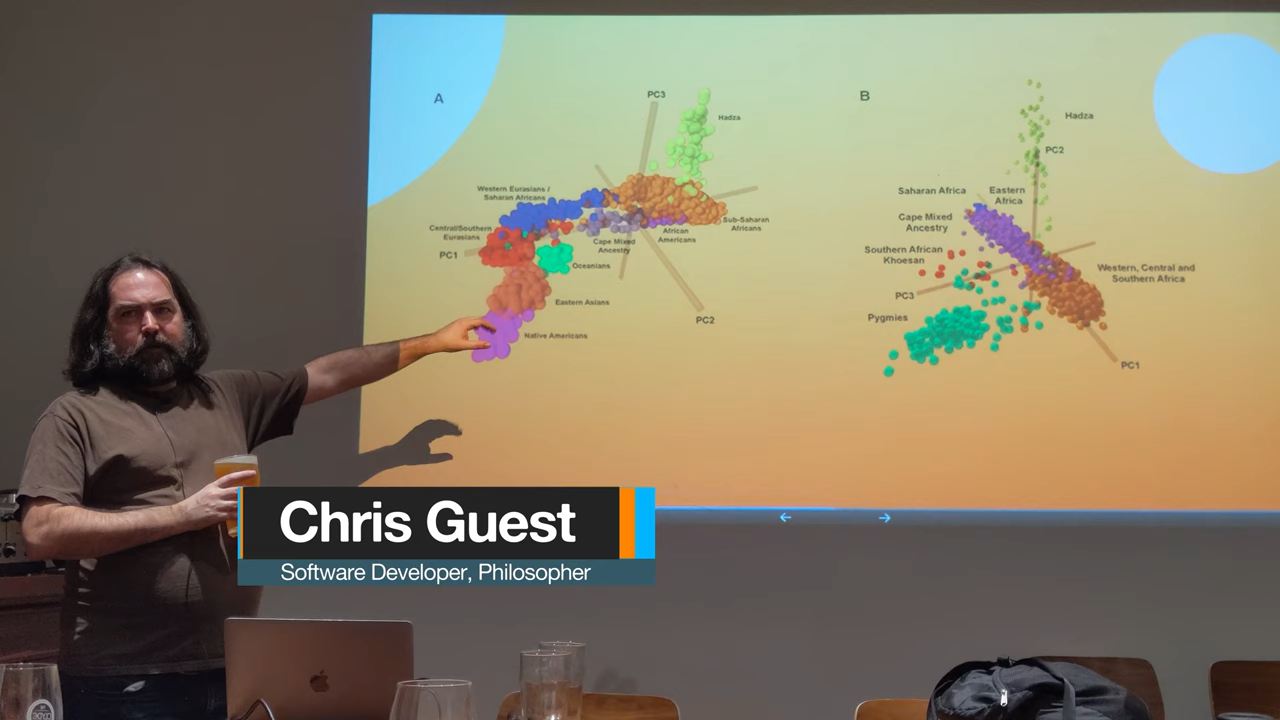 A
PC3
Hadza
Western Eurasians /
Saharan Africans
Central/Southern
Eurasians
PC1
Cape Mixed
Ancestry
African
Americans
Sub-Saharan
Africans
Oceanians
Eastern Asians
PC2
Native Americans
B
Hadza
PC2
Saharan Africa
Eastern
Africa
Cape Mixed
Ancestry
Southern African
Khoesan
Western, Central and
Southern Africa
PC3
Pygmies
PC1
Chris Guest
Software Developer, Philosopher